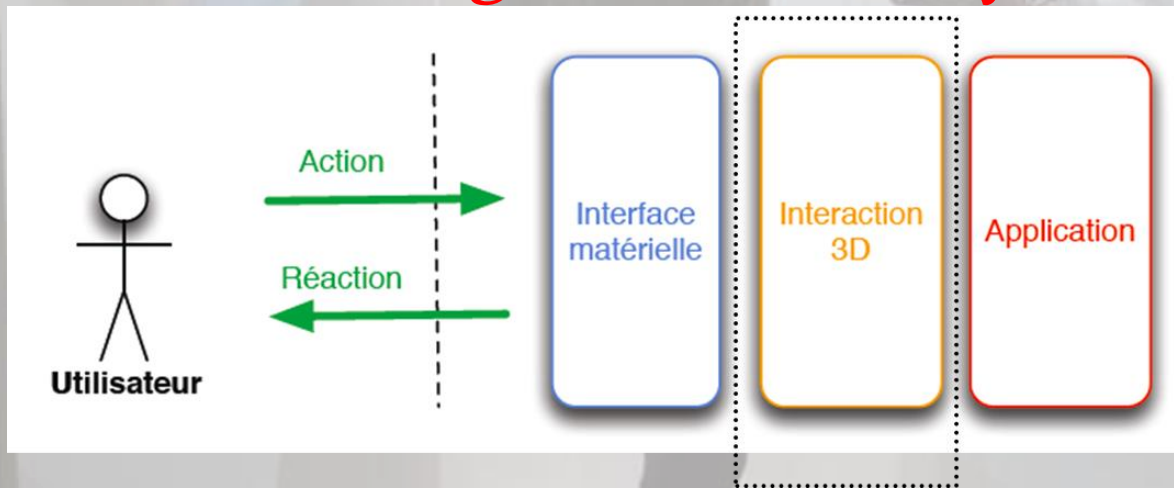 Action
Réaction
Utilisateur
Interface
matérielle
Interaction
3D
Application